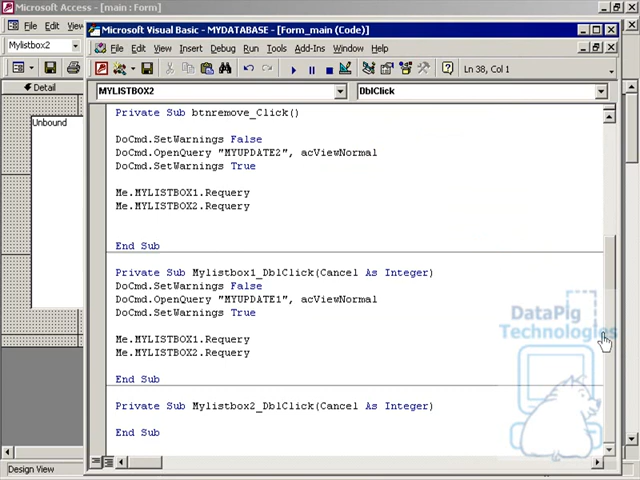 Microsoft Access - [main : Form]
File Edit View
Mylistbox2
Detail
Unbound
Design View
Microsoft Visual Basic - MYDATABASE - [Form_main (Code)]
File Edit View Insert Debug Run Tools Add-Ins Window Help
Ln 38, Col 1
MYLISTBOX2 DblClick
Private Sub btnremove_Click()
DoCmd.SetWarnings False
DoCmd.OpenQuery "MYUPDATE2", acViewNormal
DoCmd.SetWarnings True
Me.MYLISTBOX1.Requery
Me.MYLISTBOX2.Requery
End Sub
Private Sub Mylistbox1_DblClick(Cancel As Integer)
DoCmd.SetWarnings False
DoCmd.OpenQuery "MYUPDATE1", acViewNormal
DoCmd.SetWarnings True
Me.MYLISTBOX1.Requery
Me.MYLISTBOX2.Requery
End Sub
Private Sub Mylistbox2_DblClick(Cancel As Integer)
End Sub
DataPig
Technologies